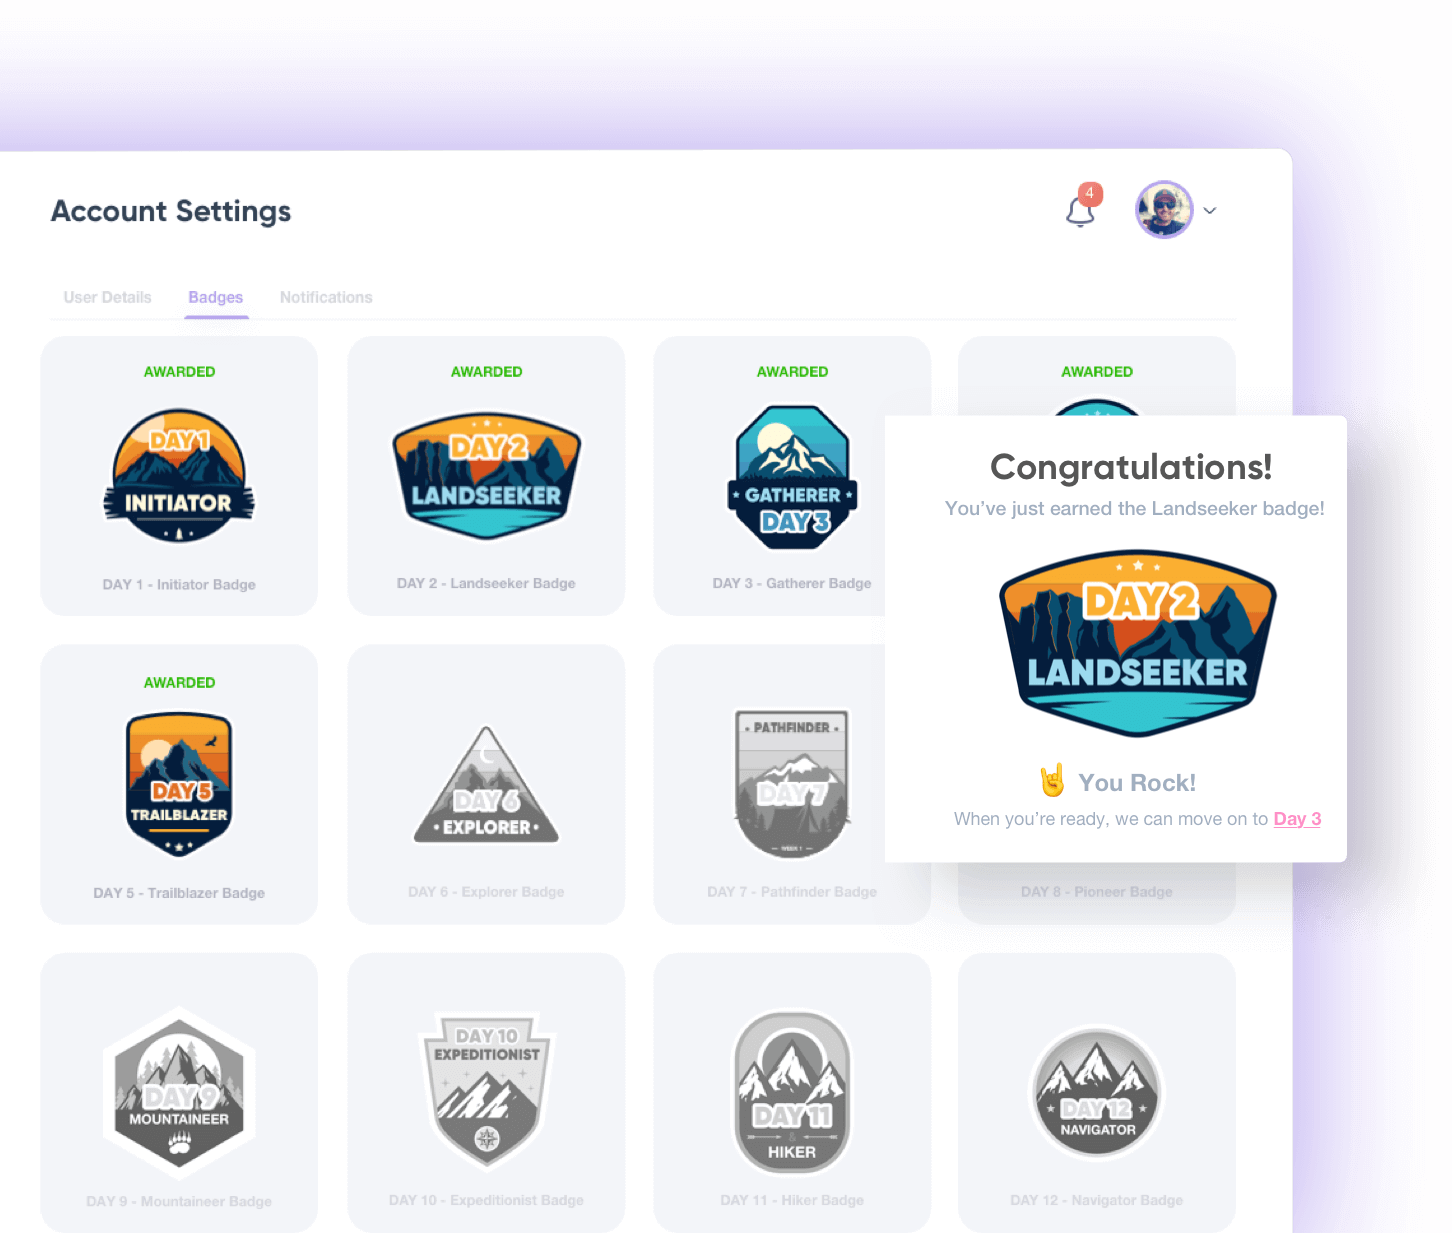 Account Settings
4
User Details
Badges
Notifications
AWARDED
AWARDED
AWARDED
AWARDED
DAY 1
INITIATOR
DAY 2
LANDSEEKER
GATHERER
DAY 3
DAY 1 - Initiator Badge
DAY 2 - Landseeker Badge
DAY 3 - Gatherer Badge
Congratulations!
You've just earned the Landseeker badge!
DAY 2
LANDSEEKER
You Rock!
When you're ready, we can move on to Day 3
AWARDED
DAY 5
TRAILBLAZER
DAY 6
EXPLORER
PATHFINDER
DAY 7
WEEK 1
DAY 5 - Trailblazer Badge
DAY 6 - Explorer Badge
DAY 7 - Pathfinder Badge
DAY 8 - Pioneer Badge
DAY 9
MOUNTAINEER
DAY 10
EXPEDITIONIST
DAY 11
&
HIKER
DAY 12
NAVIGATOR
DAY 9 - Mountaineer Badge
DAY 10 - Expeditionist Badge
DAY 11 - Hiker Badge
DAY 12 - Navigator Badge